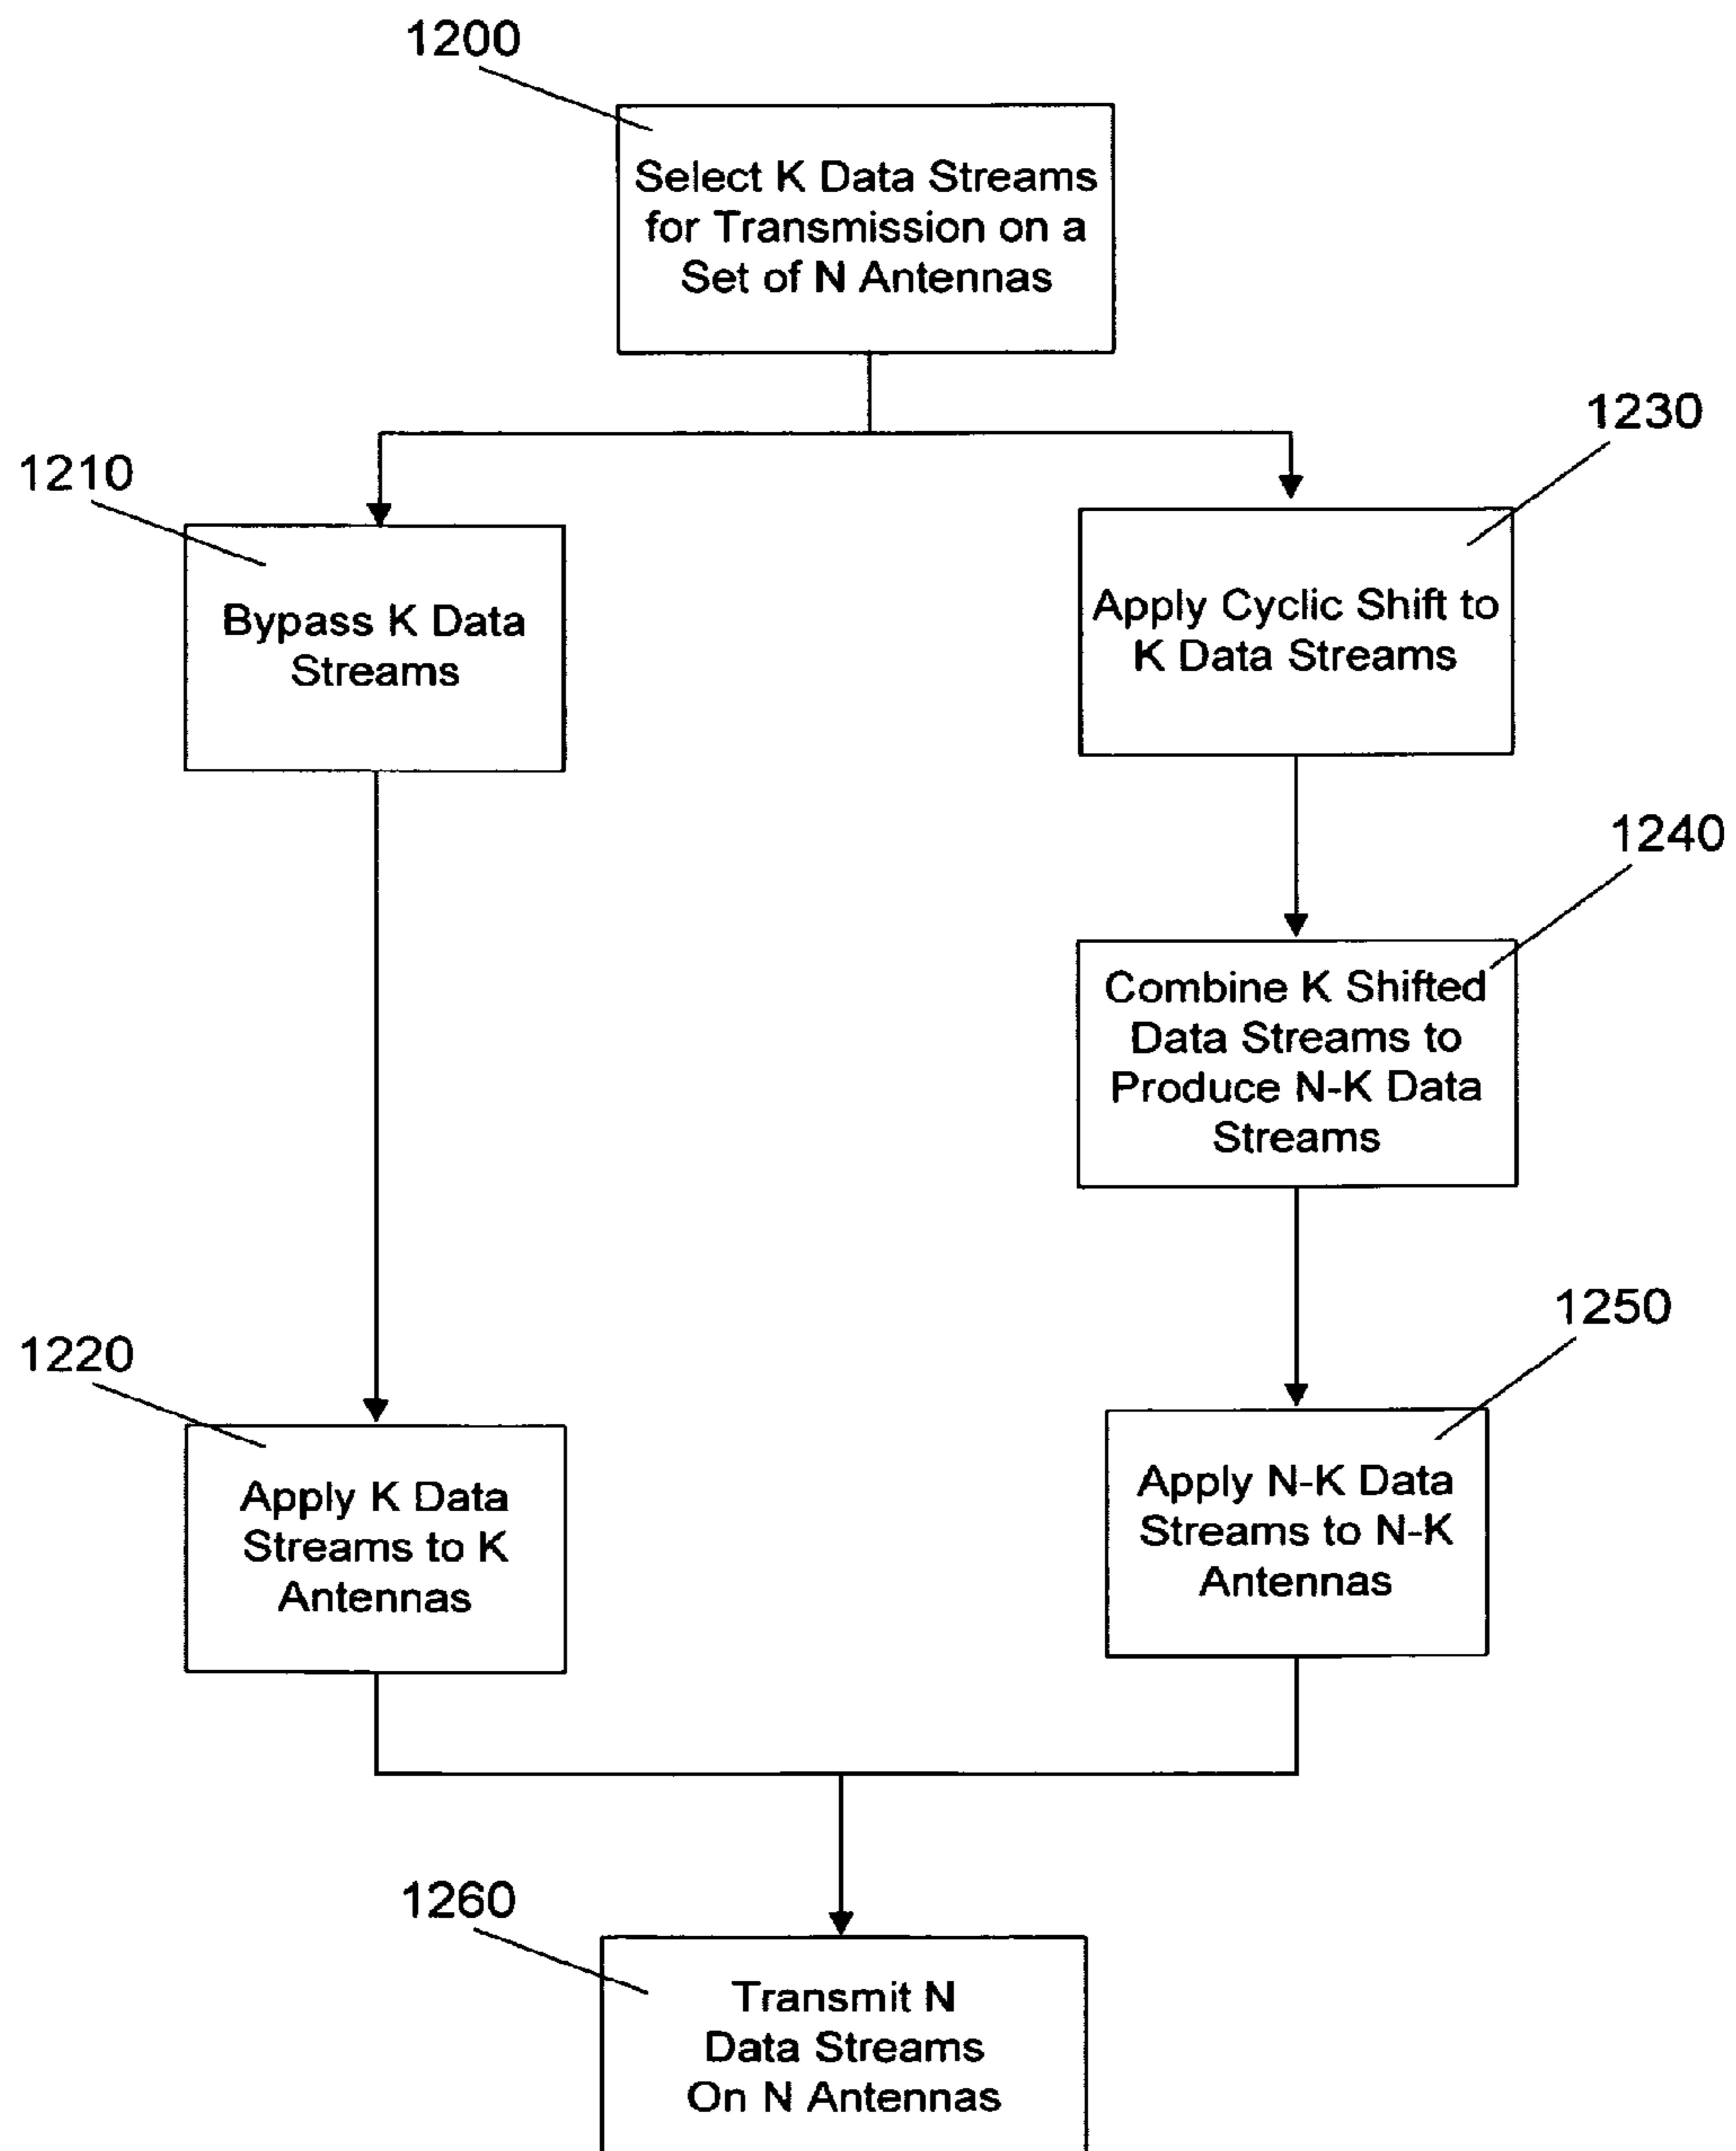 1200
Select K Data Streams
for Transmission on a
Set of N Antennas
1210
Bypass K Data
Streams
1230
Apply Cyclic Shift to
K Data Streams
1240
Combine K Shifted
Data Streams to
Produce N-K Data
Streams
1220
Apply K Data
Streams to K
Antennas
1250
Apply N-K Data
Streams to N-K
Antennas
1260
Transmit N
Data Streams
On N Antennas